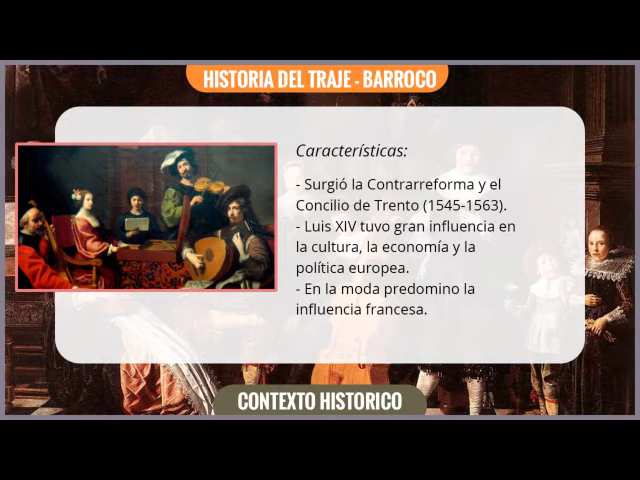 HISTORIA DEL TRAJE - BARROCO
Características:
- Surgió la Contrarreforma y el
Concilio de Trento (1545-1563).
- Luis XIV tuvo gran influencia en
la cultura, la economía y la
política europea.
- En la moda predomino la
influencia francesa.
CONTEXTO HISTORICO